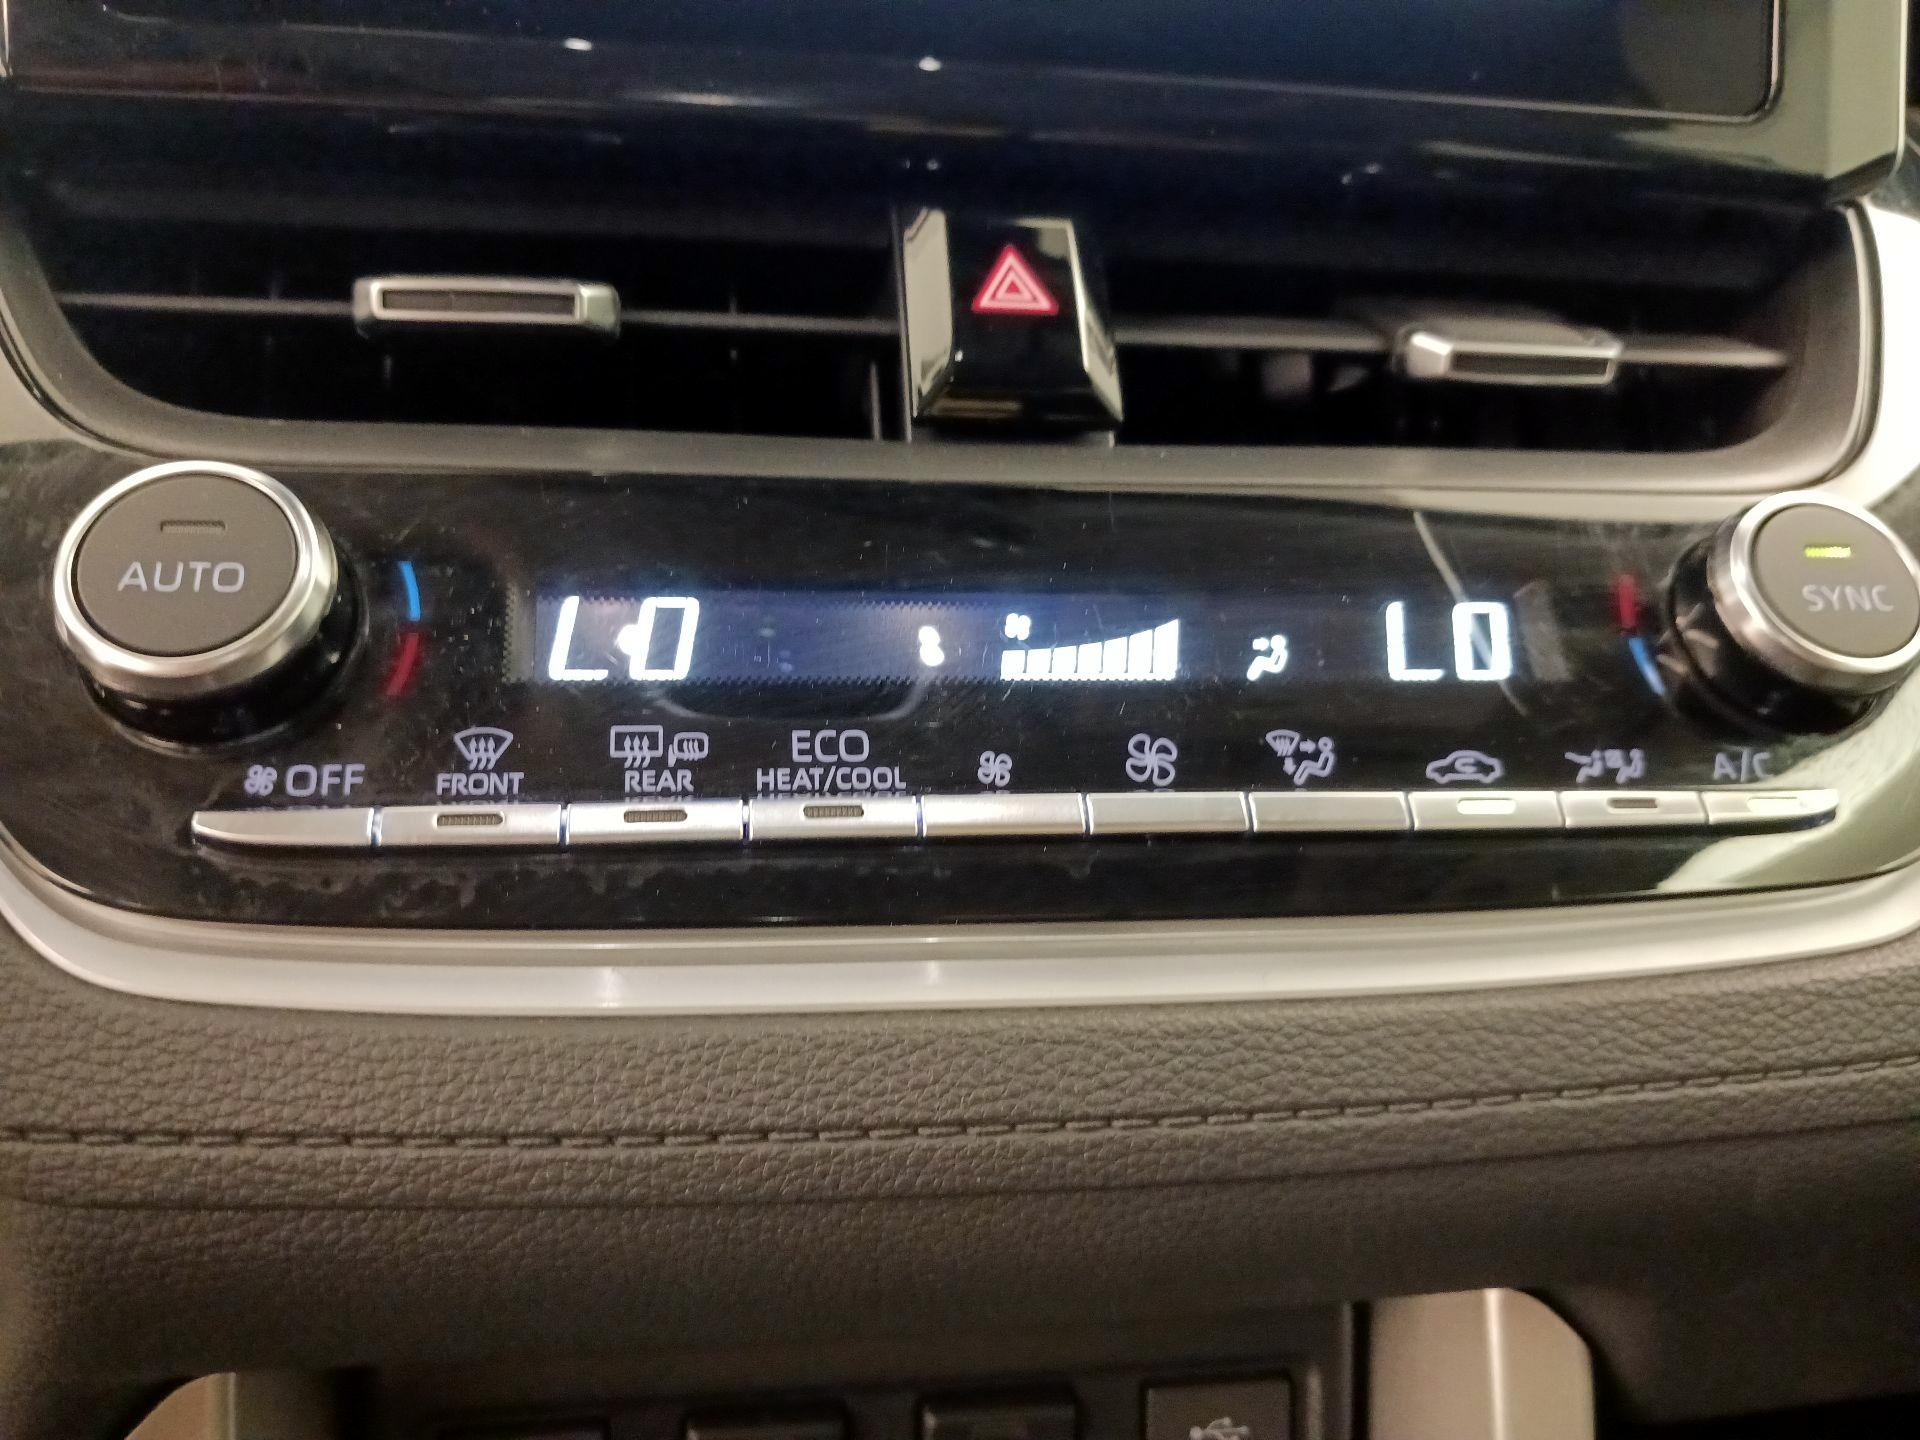 AUTO
LO
LO
SYNC
OFF
FRONT
REAR
ECO
HEAT/COOL
A/C